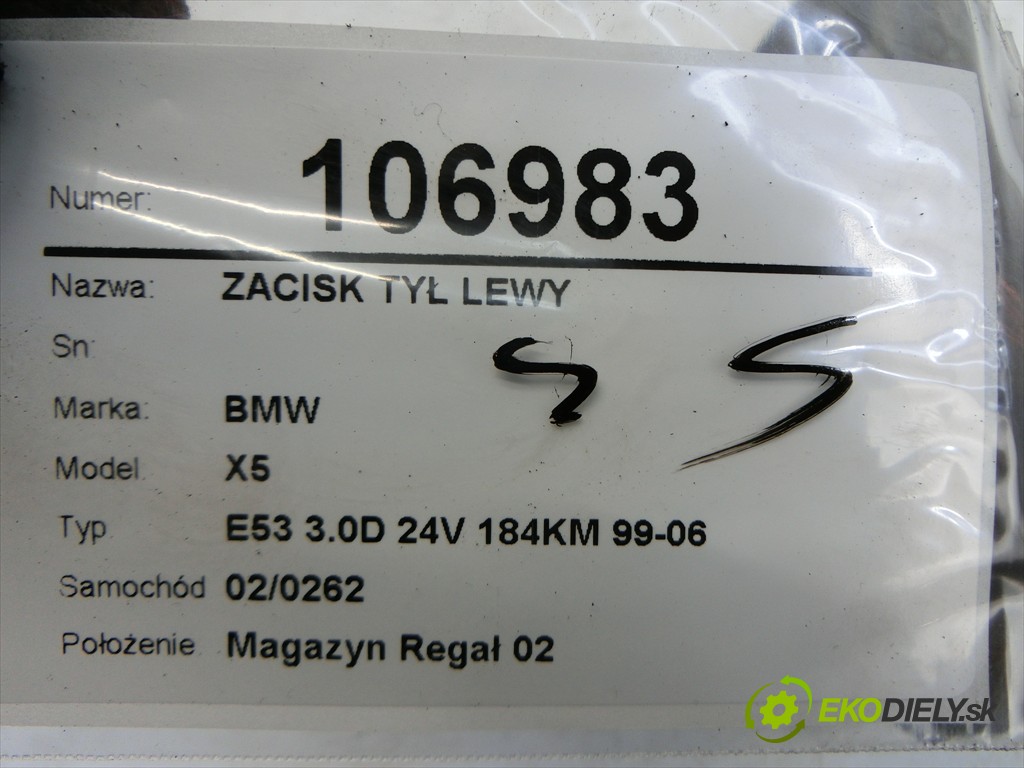 Numer: 106983
Nazwa: ZACISK TYŁ LEWY
Sn:
Marka: BMW
Model: X5
Typ E53 3.0D 24V 184KM 99-06
Samochód 02/0262
Położenie Magazyn Regał 02
EKODIELY.sk